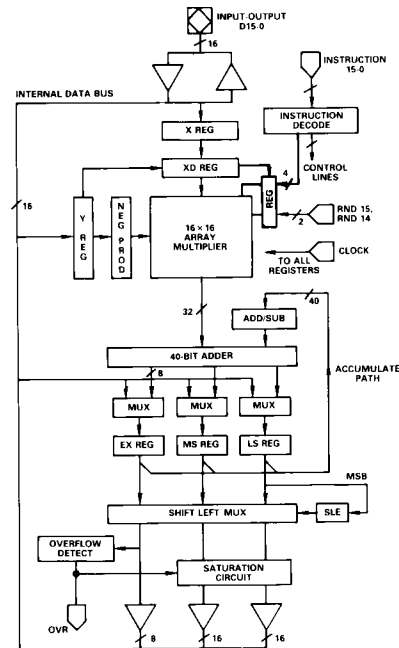 INPUT-OUTPUT
D15-0
16
INSTRUCTION
15-0
INTERNAL DATA BUS
INSTRUCTION
DECODE
X REG
CONTROL
LINES
XD REG
4
REG
16
Y REG
NEG PROD
2
RND 15,
RND 14
16 × 16
ARRAY
MULTIPLIER
CLOCK
TO ALL
REGISTERS
32
40
ADD/SUB
40-BIT ADDER
8
ACCUMULATE
PATH
MUX
MUX
MUX
EX REG
MS REG
LS REG
MSB
SHIFT LEFT MUX
SLE
OVERFLOW
DETECT
SATURATION
CIRCUIT
OVR
8
16
16